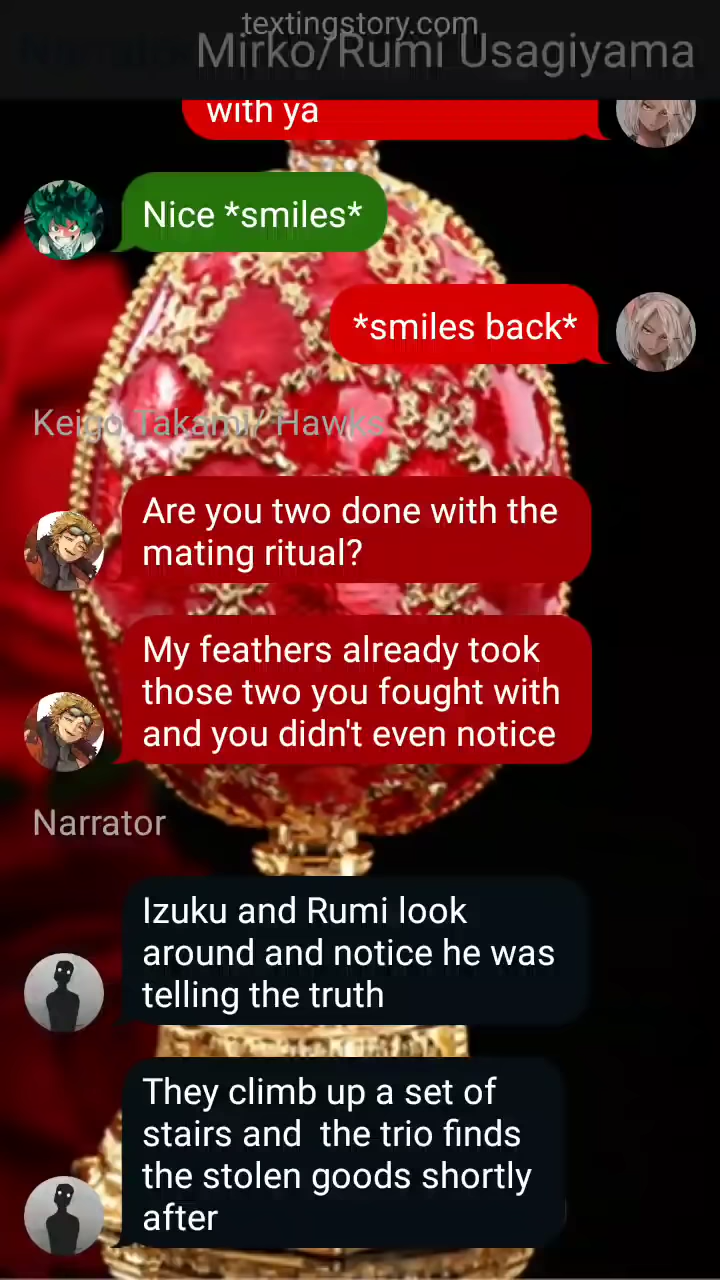 textingstory.com
Mirko/Rumi Usagiyama
with ya
Nice *smiles*
*smiles back*
Keigo Takami/ Hawks
Are you two done with the
mating ritual?
My feathers already took
those two you fought with
and you didn't even notice
Narrator
Izuku and Rumi look
around and notice he was
telling the truth
They climb up a set of
stairs and  the trio finds
the stolen goods shortly
after